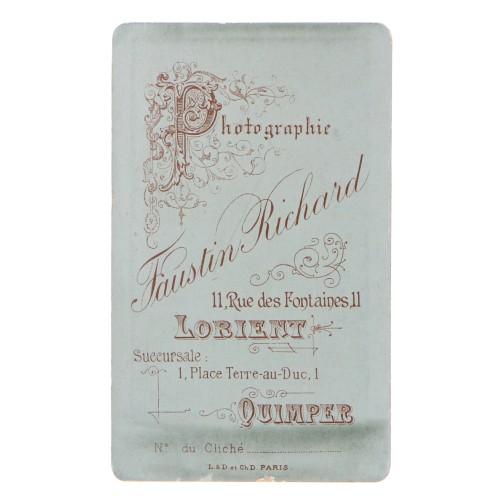 Photographie
Faustin Richard
11, Rue des Fontaines, 11
LORIENT
Succursale :
1, Place Terre-au-Duc, 1
QUIMPER
N° du Cliché
L. & D. et Ch. D. PARIS